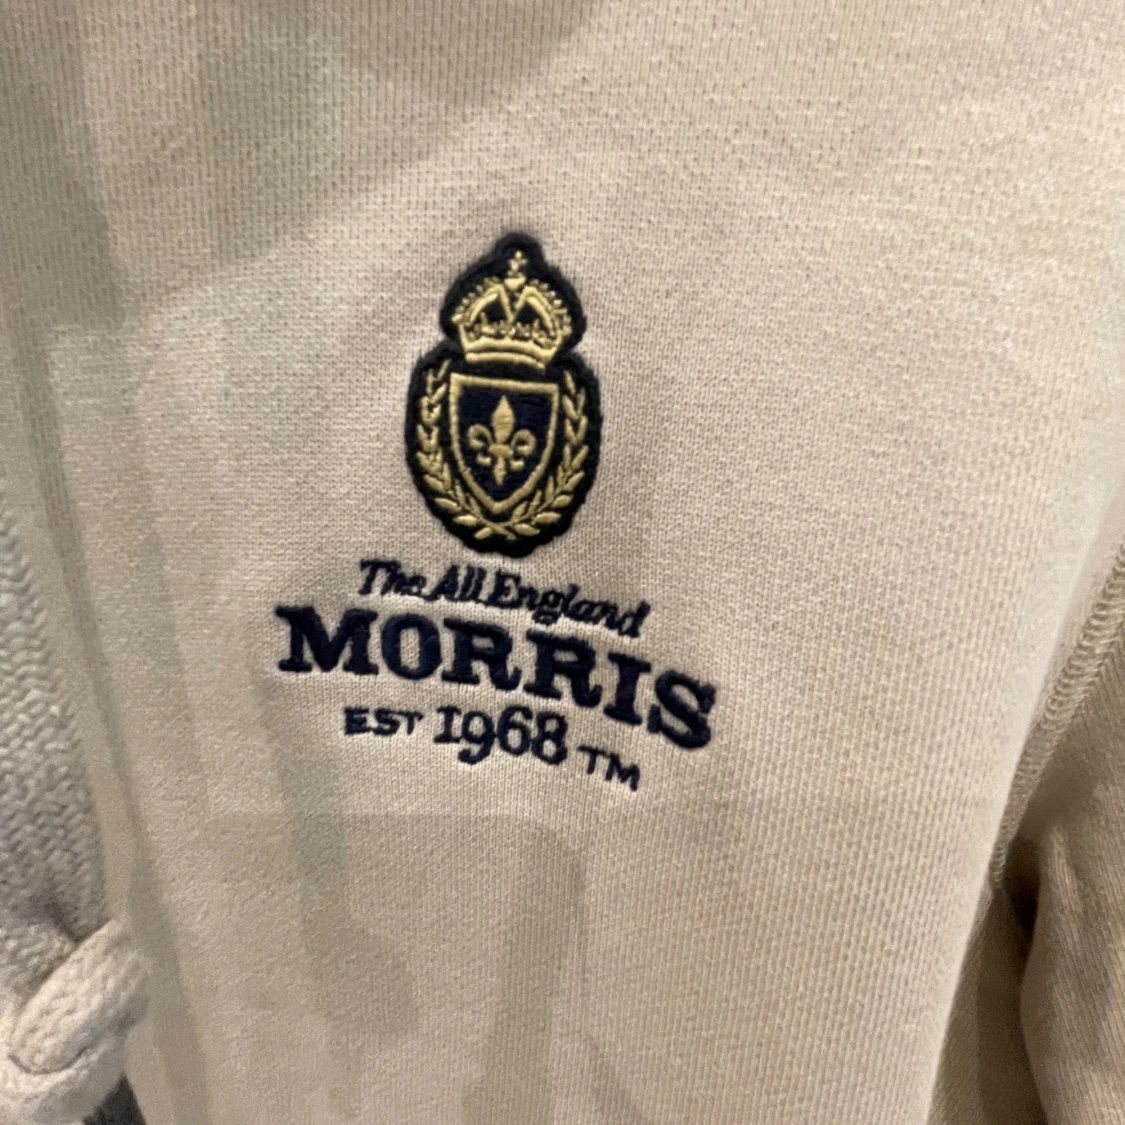 The All England
MORRIS
EST 1968 TM